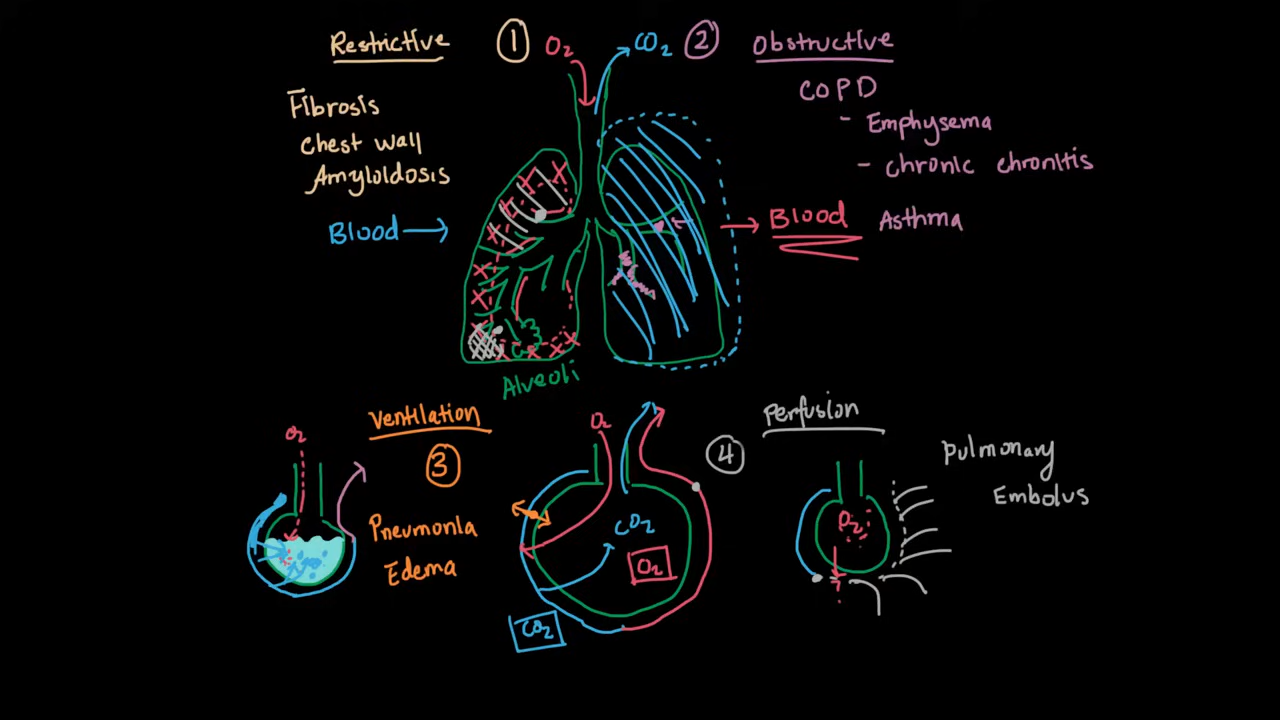 Restrictive
1
O2
CO2
2
Obstructive
Fibrosis
Chest wall
Amyloidosis
Blood
COPD
- Emphysema
- chronic chronitis
Blood
Asthma
Alveoli
Ventilation
3
O2
Pneumonia
Edema
O2
CO2
O2
CO2
4
Perfusion
O2
Pulmonary
Embolus